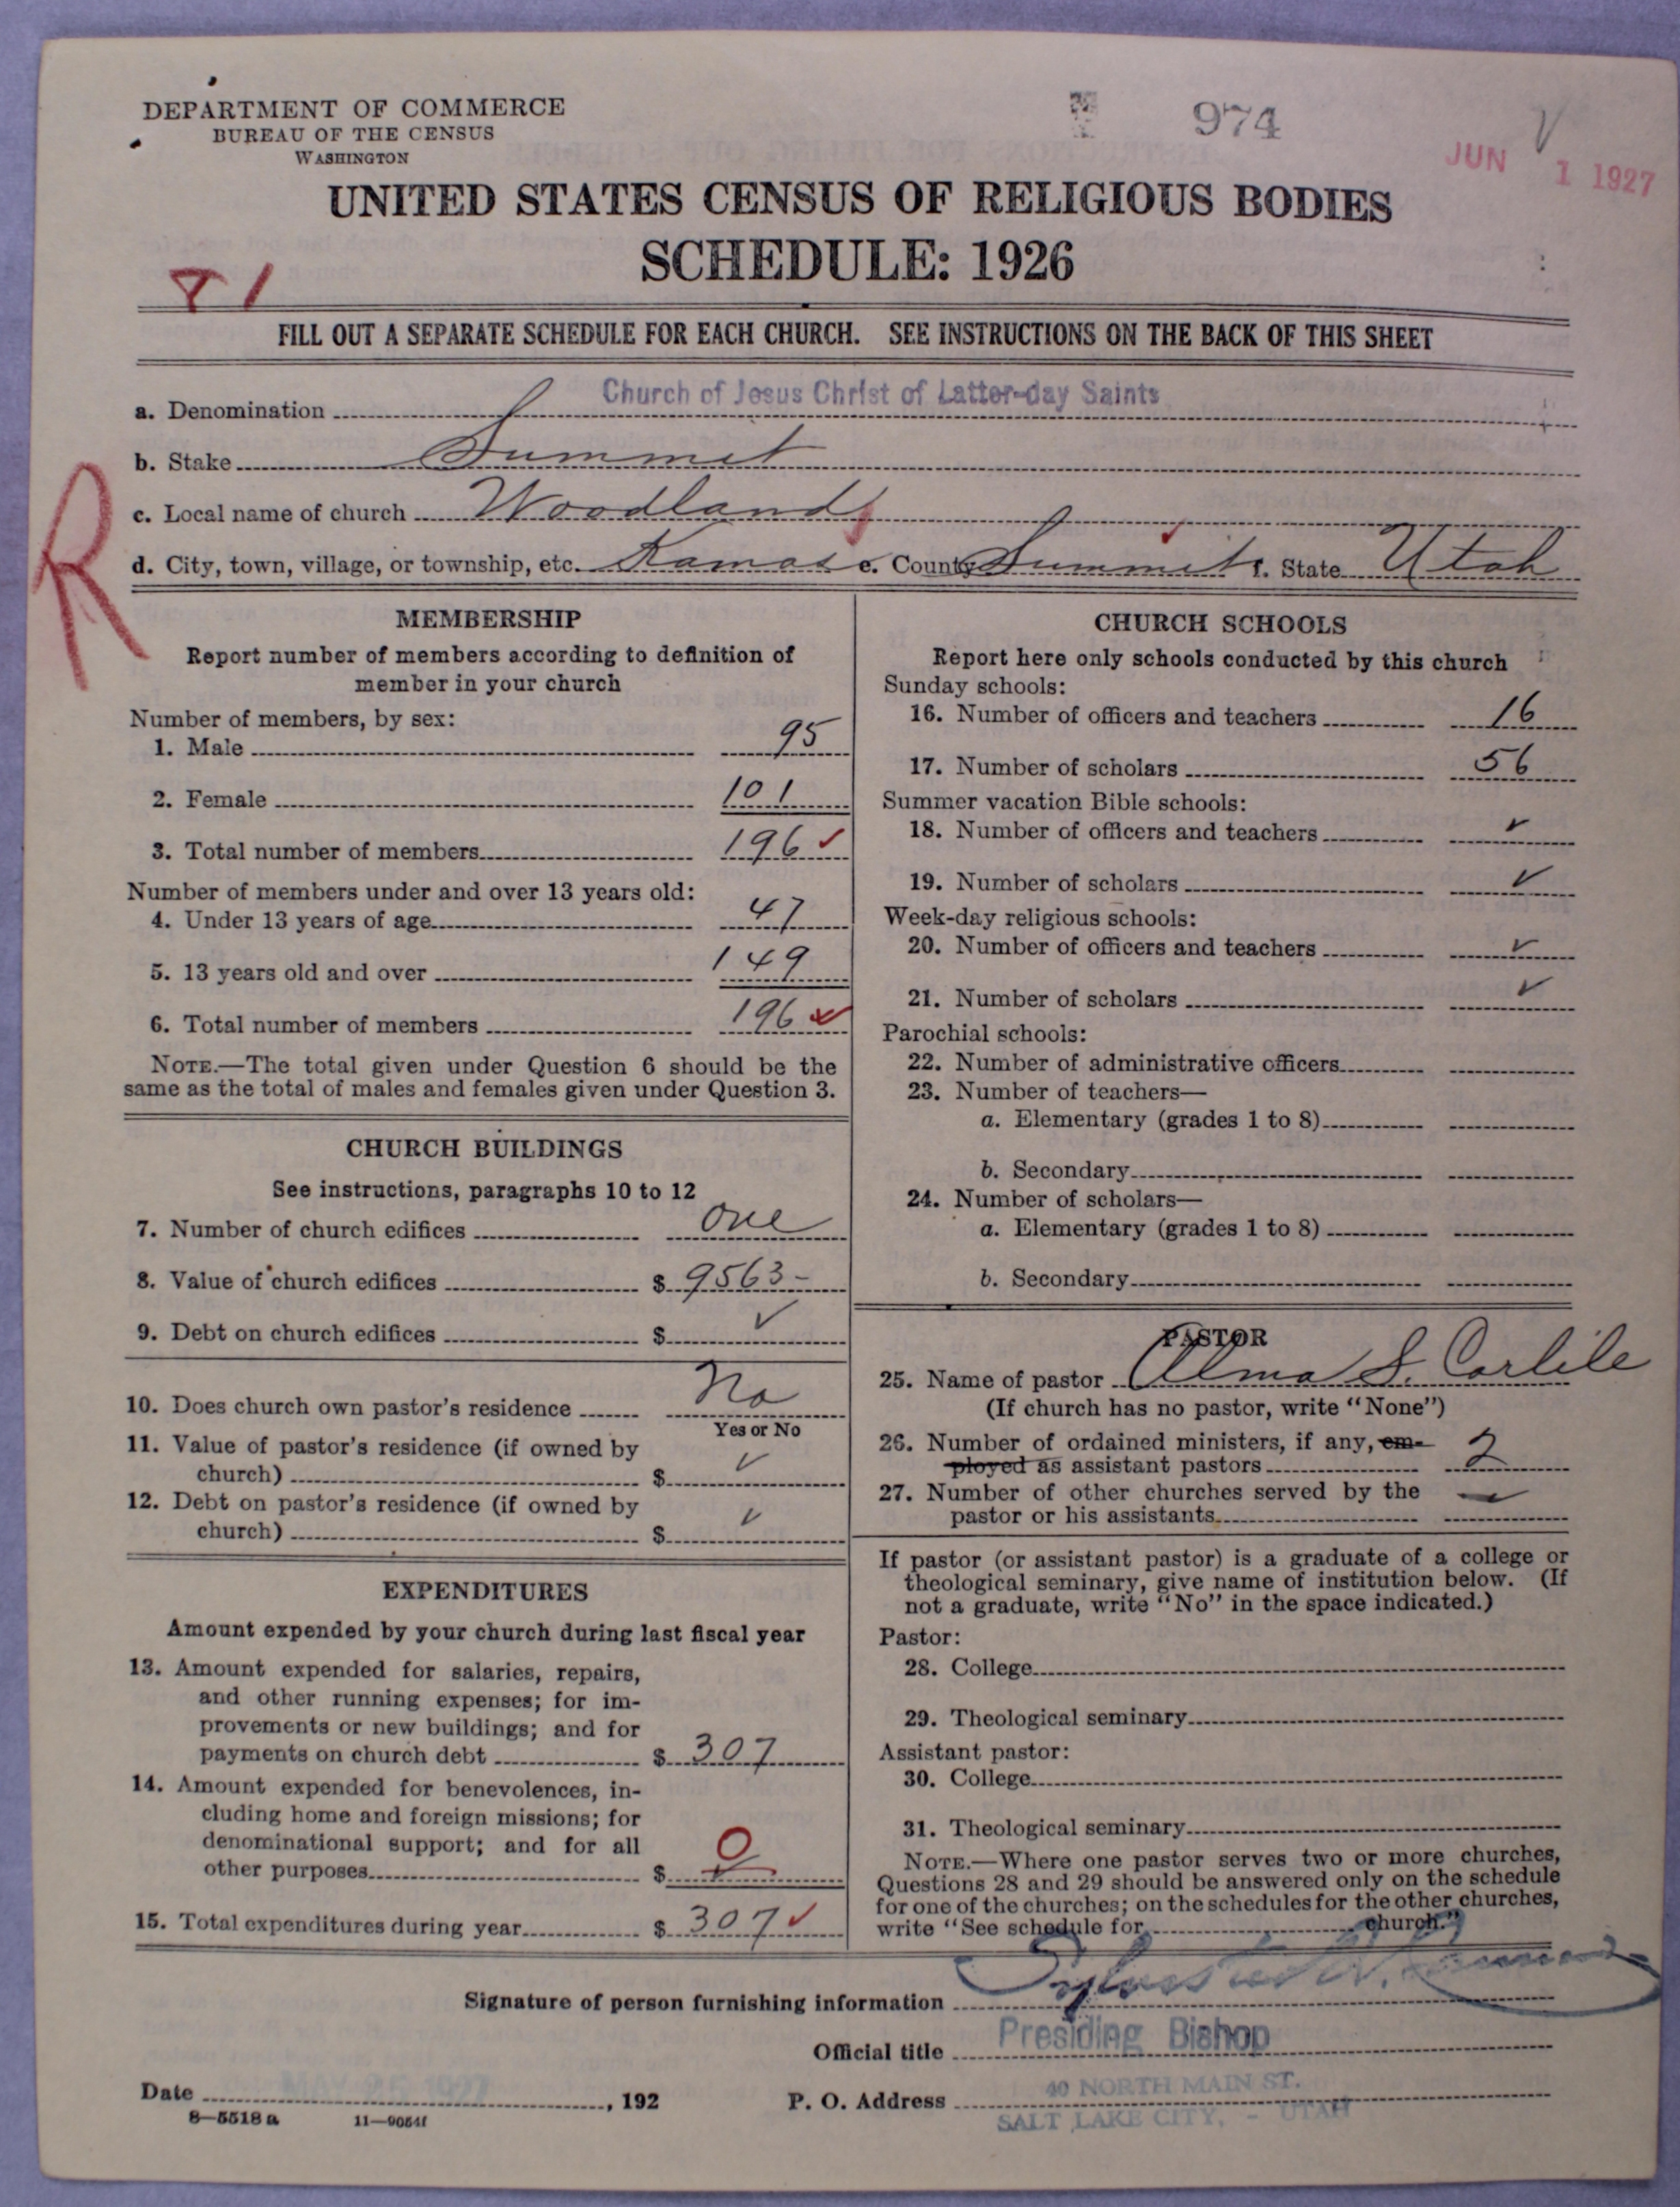 DEPARTMENT OF COMMERCE
BUREAU OF THE CENSUS
WASHINGTON
974
JUN 1 1927
UNITED STATES CENSUS OF RELIGIOUS BODIES
SCHEDULE: 1926
FILL OUT A SEPARATE SCHEDULE FOR EACH CHURCH. SEE INSTRUCTIONS ON THE BACK OF THIS SHEET
a. Denomination Church of Jesus Christ of Latter-day Saints
b. Stake Summit
c. Local name of church Woodland
R
d. City, town, village, or township, etc. Kamas e. County Summit f. State Utah
MEMBERSHIP
Report number of members according to definition of
member in your church
Number of members, by sex:
1. Male 95
2. Female 101
3. Total number of members 196
Number of members under and over 13 years old:
4. Under 13 years of age 47
5. 13 years old and over 149
6. Total number of members 196
NOTE.—The total given under Question 6 should be the
same as the total of males and females given under Question 3.
CHURCH BUILDINGS
See instructions, paragraphs 10 to 12
7. Number of church edifices one
8. Value of church edifices $ 9563-
9. Debt on church edifices $ ✓
10. Does church own pastor's residence No
Yes or No
11. Value of pastor's residence (if owned by
church) $ ✓
12. Debt on pastor's residence (if owned by
church) $ ✓
EXPENDITURES
Amount expended by your church during last fiscal year
13. Amount expended for salaries, repairs,
and other running expenses; for im-
provements or new buildings; and for
payments on church debt $ 307
14. Amount expended for benevolences, in-
cluding home and foreign missions; for
denominational support; and for all
other purposes $ 0
15. Total expenditures during year $ 307
CHURCH SCHOOLS
Report here only schools conducted by this church
Sunday schools:
16. Number of officers and teachers 16
17. Number of scholars 56
Summer vacation Bible schools:
18. Number of officers and teachers ✓
19. Number of scholars ✓
Week-day religious schools:
20. Number of officers and teachers ✓
21. Number of scholars ✓
Parochial schools:
22. Number of administrative officers
23. Number of teachers—
a. Elementary (grades 1 to 8)
b. Secondary
24. Number of scholars—
a. Elementary (grades 1 to 8)
b. Secondary
PASTOR
25. Name of pastor Alma S. Carlile
(If church has no pastor, write "None")
26. Number of ordained ministers, if any, em-
ployed as assistant pastors 2
27. Number of other churches served by the
pastor or his assistants
If pastor (or assistant pastor) is a graduate of a college or
theological seminary, give name of institution below. (If
not a graduate, write "No" in the space indicated.)
Pastor:
28. College
29. Theological seminary
Assistant pastor:
30. College
31. Theological seminary
NOTE.—Where one pastor serves two or more churches,
Questions 28 and 29 should be answered only on the schedule
for one of the churches; on the schedules for the other churches,
write "See schedule for church."
Signature of person furnishing information
Official title Presiding Bishop
Date MAY 26 1927, 192 P. O. Address 40 NORTH MAIN ST.
8—5518 a 11—9054f SALT LAKE CITY, - UTAH